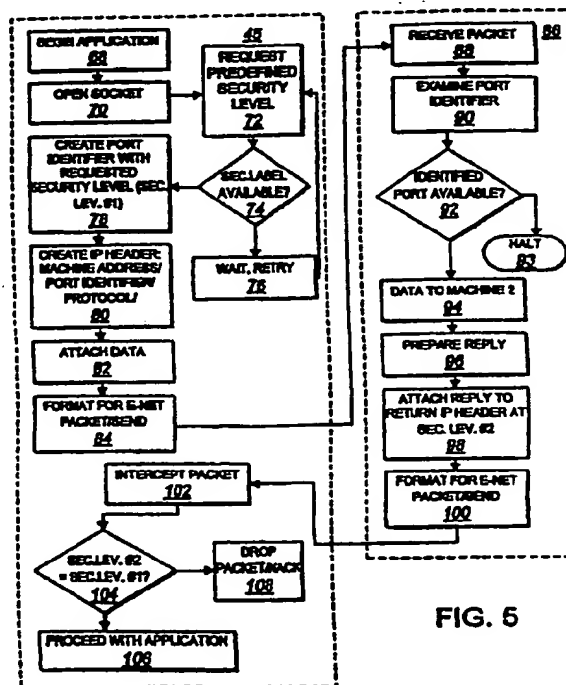 BEGIN APPLICATION
68
OPEN SOCKET
70
46
REQUEST
PREDEFINED
SECURITY
LEVEL
72
SEC.LABEL
AVAILABLE?
74
WAIT, RETRY
76
CREATE PORT
IDENTIFIER WITH
REQUESTED
SECURITY LEVEL (SEC.
LEV. #1)
78
CREATE IP HEADER:
MACHINE ADDRESS/
PORT IDENTIFIER/
PROTOCOL/
80
ATTACH DATA
82
FORMAT FOR E-NET
PACKET/SEND
84
86
RECEIVE PACKET
88
EXAMINE PORT
IDENTIFIER
90
IDENTIFIED
PORT AVAILABLE?
92
HALT
93
DATA TO MACHINE 2
94
PREPARE REPLY
96
ATTACH REPLY TO
RETURN IP HEADER AT
SEC. LEV. #2
98
FORMAT FOR E-NET
PACKET/SEND
100
INTERCEPT PACKET
102
SEC.LEV. #2
= SEC.LEV. #1?
104
DROP
PACKET/NACK
108
PROCEED WITH APPLICATION
106
FIG. 5